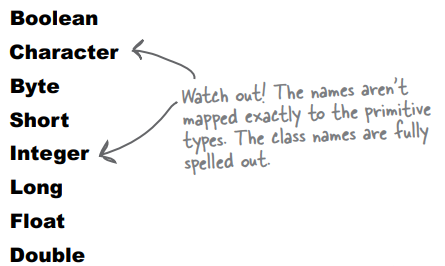 Boolean
Character
Byte
Short
Integer
Long
Float
Double
Watch out! The names aren't
mapped exactly to the primitive
types. The class names are fully
spelled out.